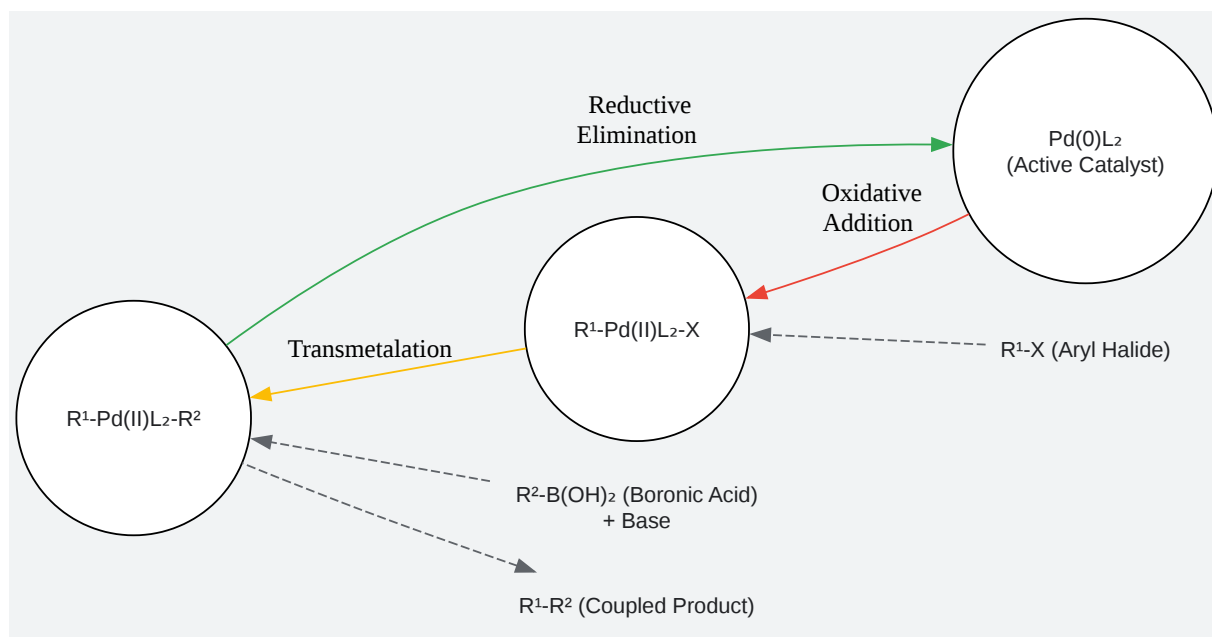 Reductive
Elimination
Pd(0)L₂
(Active Catalyst)
Oxidative
Addition
R¹-Pd(II)L₂-X
R¹-X (Aryl Halide)
Transmetalation
R¹-Pd(II)L₂-R²
R²-B(OH)₂ (Boronic Acid)
+ Base
R¹-R² (Coupled Product)